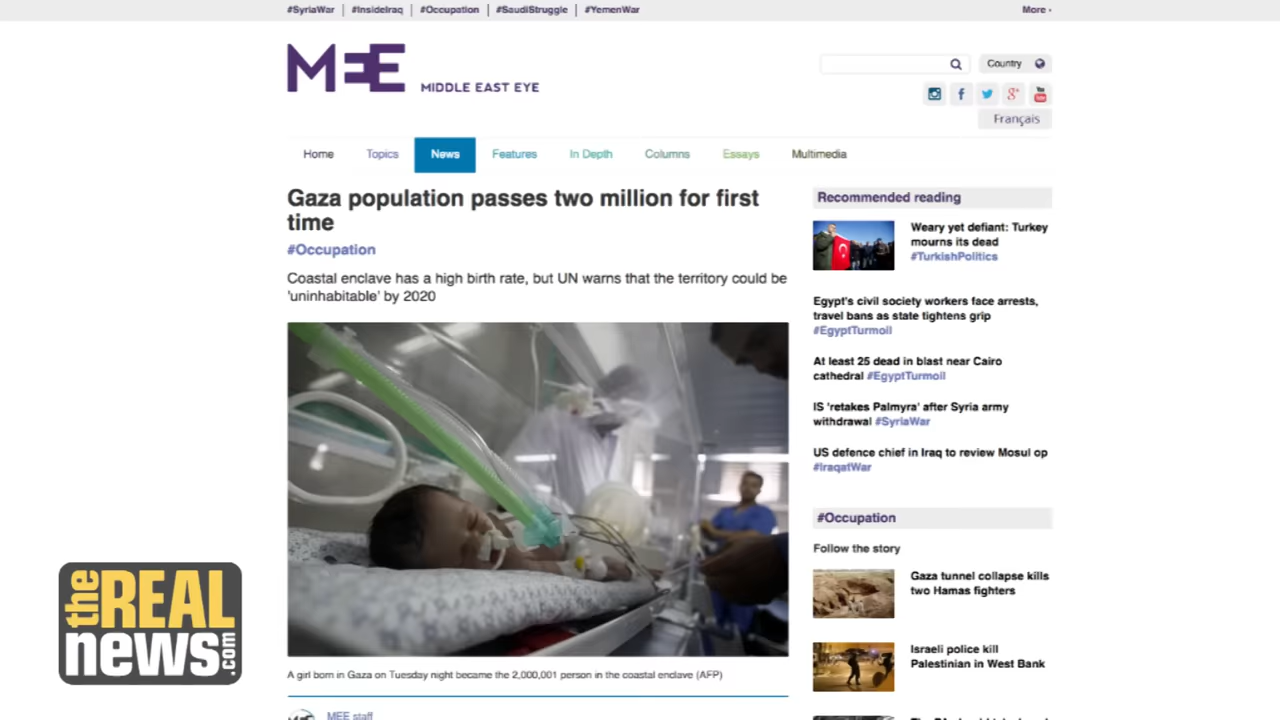 #SyriaWar | #InsideIraq | #Occupation | #SaudiStruggle | #YemenWar
More
MEE MIDDLE EAST EYE
Country
Français
Home Topics News Features In Depth Columns Essays Multimedia
Gaza population passes two million for first
time
#Occupation
Coastal enclave has a high birth rate, but UN warns that the territory could be
'uninhabitable' by 2020
A girl born in Gaza on Tuesday night became the 2,000,001 person in the coastal enclave (AFP)
MEE staff
Recommended reading
Weary yet defiant: Turkey
mourns its dead
#TurkishPolitics
Egypt's civil society workers face arrests,
travel bans as state tightens grip
#EgyptTurmoil
At least 25 dead in blast near Cairo
cathedral #EgyptTurmoil
IS 'retakes Palmyra' after Syria army
withdrawal #SyriaWar
US defence chief in Iraq to review Mosul op
#IraqatWar
#Occupation
Follow the story
Gaza tunnel collapse kills
two Hamas fighters
Israeli police kill
Palestinian in West Bank
the REAL
news.com